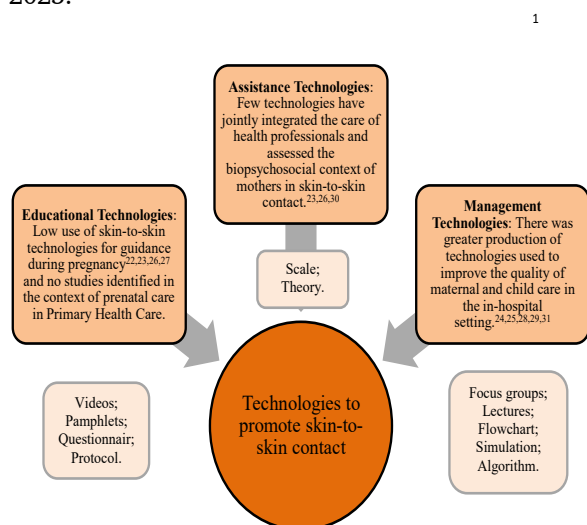 2023.
1
Assistance Technologies:
Few technologies have
jointly integrated the care of
health professionals and
assessed the
biopsychosocial context of
mothers in skin-to-skin
contact.23,26,30
Educational Technologies:
Low use of skin-to-skin
technologies for guidance
during pregnancy22,23,26,27
and no studies identified in
the context of prenatal care
in Primary Health Care.
Management
Technologies: There was
greater production of
technologies used to
improve the quality of
maternal and child care in
the in-hospital
setting.24,25,28,29,31
Scale;
Theory.
Videos;
Pamphlets;
Questionnair;
Protocol.
Technologies to
promote skin-to-
skin contact
Focus groups;
Lectures;
Flowchart;
Simulation;
Algorithm.